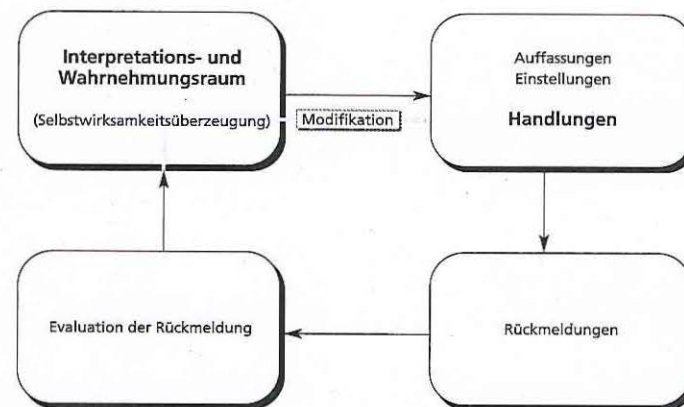 Interpretations- und
Wahrnehmungsraum
(Selbstwirksamkeitsüberzeugung)
Modifikation
Auffassungen
Einstellungen
Handlungen
Evaluation der Rückmeldung
Rückmeldungen